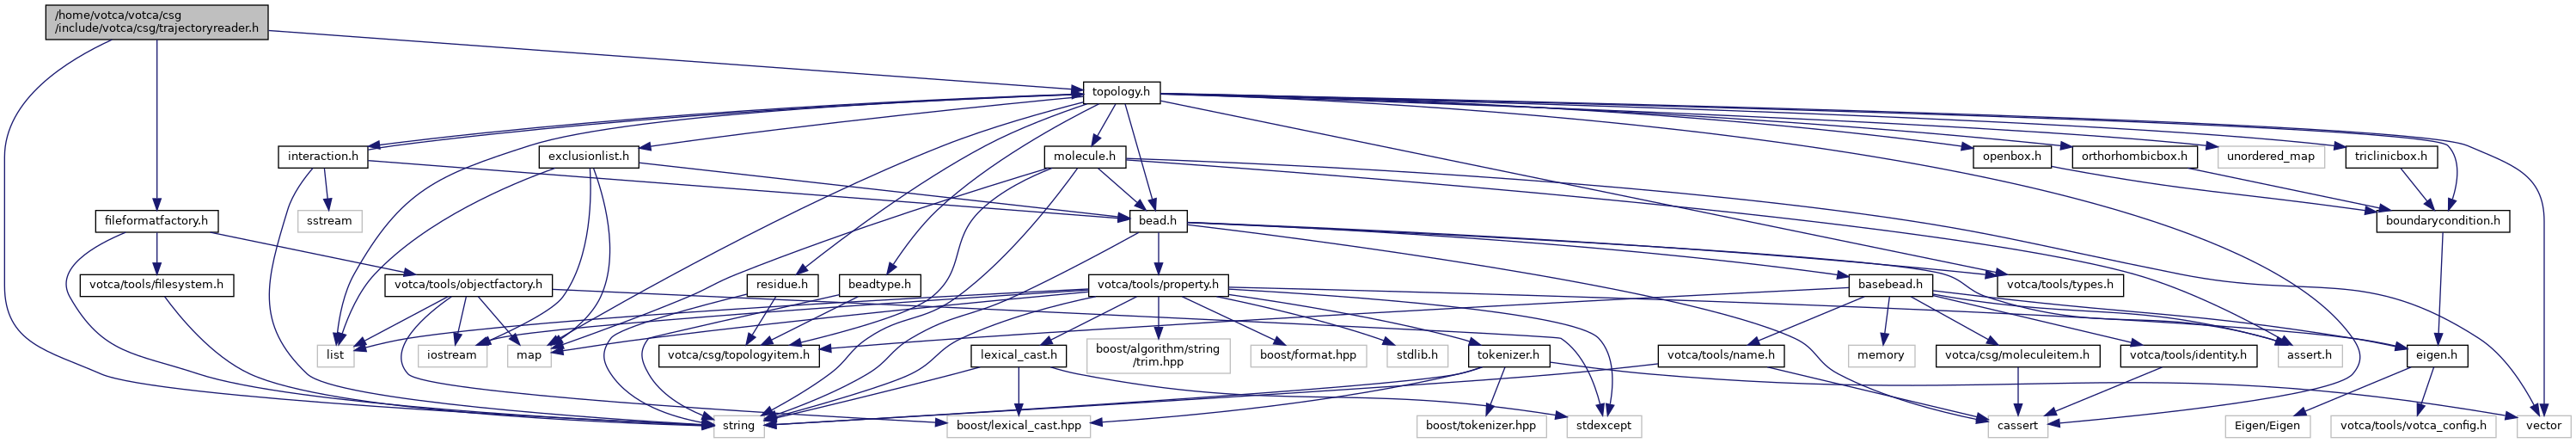 /home/votca/votca/csg
/include/votca/csg/trajectoryreader.h
topology.h
interaction.h
exclusionlist.h
molecule.h
openbox.h
orthorhombicbox.h
unordered_map
triclinicbox.h
fileformatfactory.h
sstream
bead.h
boundarycondition.h
votca/tools/filesystem.h
votca/tools/objectfactory.h
residue.h
beadtype.h
votca/tools/property.h
basebead.h
votca/tools/types.h
list
iostream
map
votca/csg/topologyitem.h
lexical_cast.h
boost/algorithm/string
/trim.hpp
boost/format.hpp
stdlib.h
tokenizer.h
votca/tools/name.h
memory
votca/csg/moleculeitem.h
votca/tools/identity.h
assert.h
eigen.h
string
boost/lexical_cast.hpp
boost/tokenizer.hpp
stdexcept
cassert
Eigen/Eigen
votca/tools/votca_config.h
vector